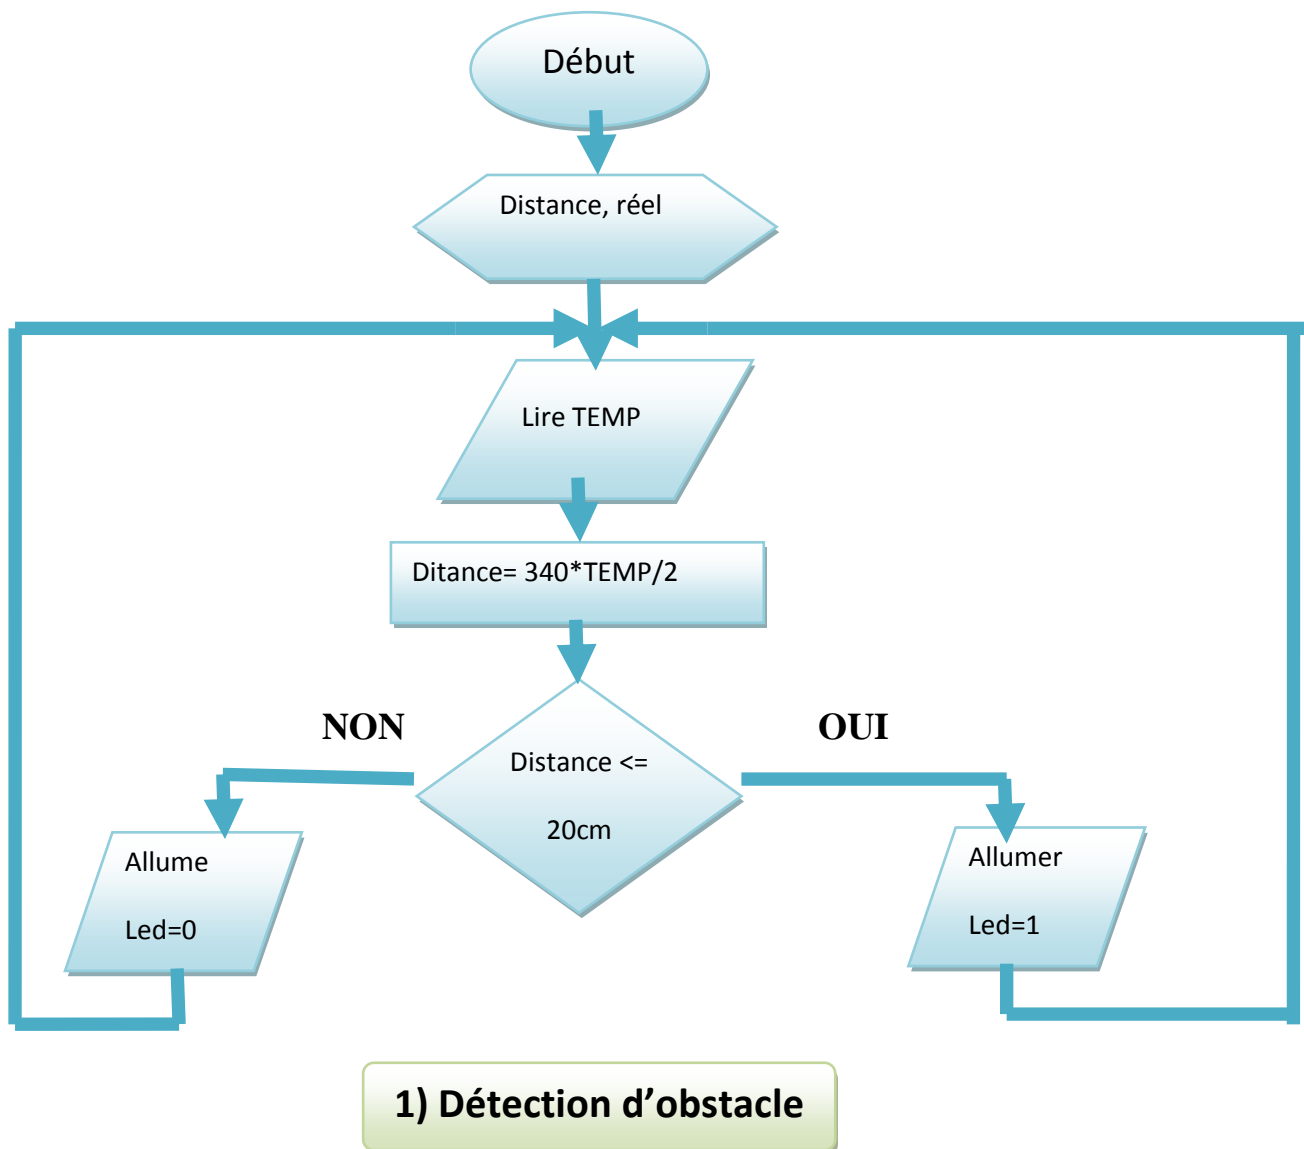 Début
Distance, réel
Lire TEMP
Ditance= 340*TEMP/2
NON
OUI
Distance <=
20cm
Allume
Led=0
Allumer
Led=1
1) Détection d’obstacle